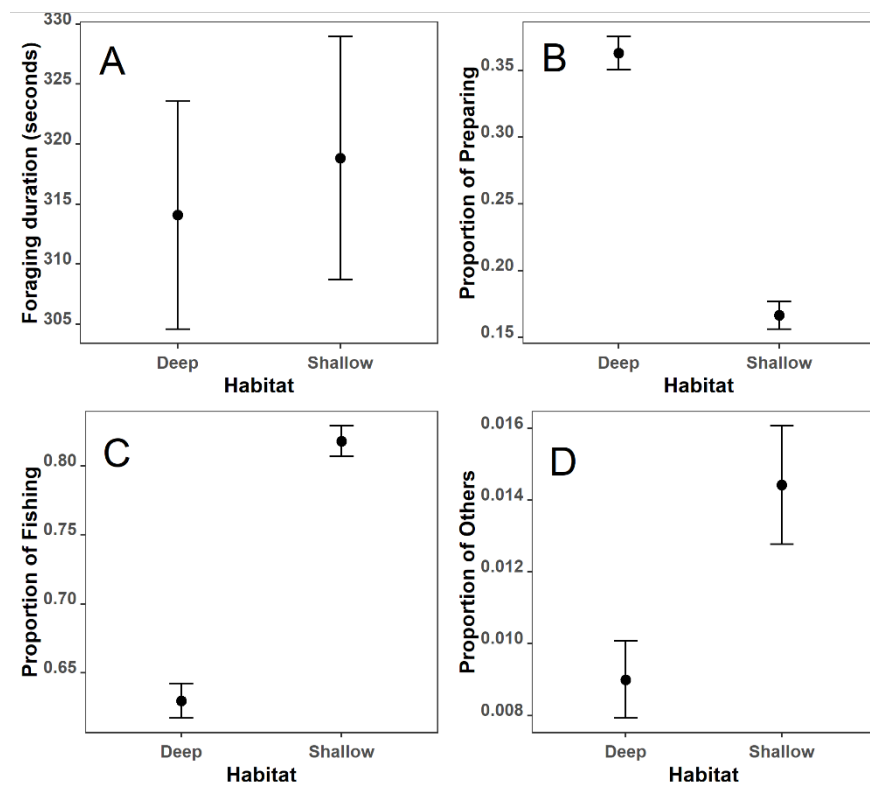 A
Foraging duration (seconds)
330
325
320
315
310
305
Deep
Shallow
Habitat
B
Proportion of Preparing
0.35
0.30
0.25
0.20
0.15
Deep
Shallow
Habitat
C
Proportion of Fishing
0.80
0.75
0.70
0.65
Deep
Shallow
Habitat
D
Proportion of Others
0.016
0.014
0.012
0.010
0.008
Deep
Shallow
Habitat